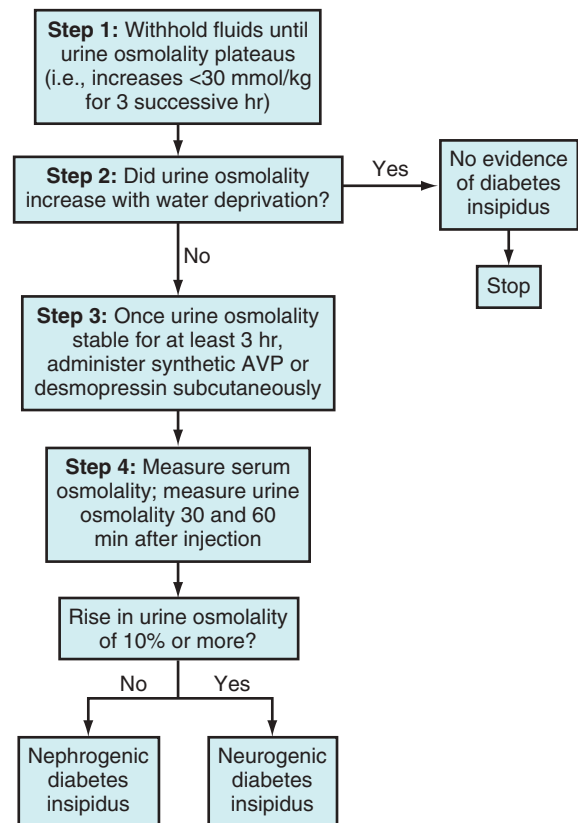 Step 1: Withhold fluids until
urine osmolality plateaus
(i.e., increases <30 mmol/kg
for 3 successive hr)
Step 2: Did urine osmolality
increase with water deprivation?
Yes
No evidence
of diabetes
insipidus
Stop
No
Step 3: Once urine osmolality
stable for at least 3 hr,
administer synthetic AVP or
desmopressin subcutaneously
Step 4: Measure serum
osmolality; measure urine
osmolality 30 and 60
min after injection
Rise in urine osmolality
of 10% or more?
No
Yes
Nephrogenic
diabetes
insipidus
Neurogenic
diabetes
insipidus